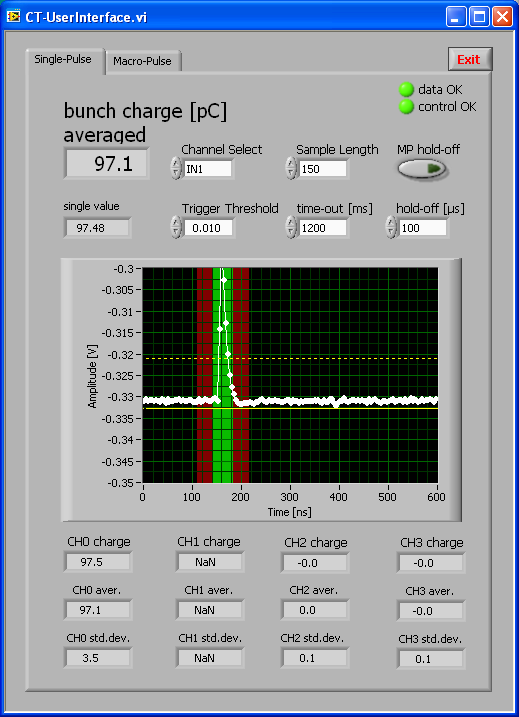 CT-UserInterface.vi
Single-Pulse
Macro-Pulse
Exit
data OK
control OK
bunch charge [pC]
averaged
97.1
Channel Select
IN1
Sample Length
150
MP hold-off
single value
97.48
Trigger Threshold
0.010
time-out [ms]
1200
hold-off [µs]
100
Amplitude [V]
-0.3
-0.305
-0.31
-0.315
-0.32
-0.325
-0.33
-0.335
-0.34
-0.345
-0.35
0 100 200 300 400 500 600
Time [ns]
CH0 charge CH1 charge CH2 charge CH3 charge
97.5 NaN -0.0 -0.0
CH0 aver. CH1 aver. CH2 aver. CH3 aver.
97.1 NaN 0.0 -0.0
CH0 std.dev. CH1 std.dev. CH2 std.dev. CH3 std.dev.
3.5 NaN 0.1 0.1